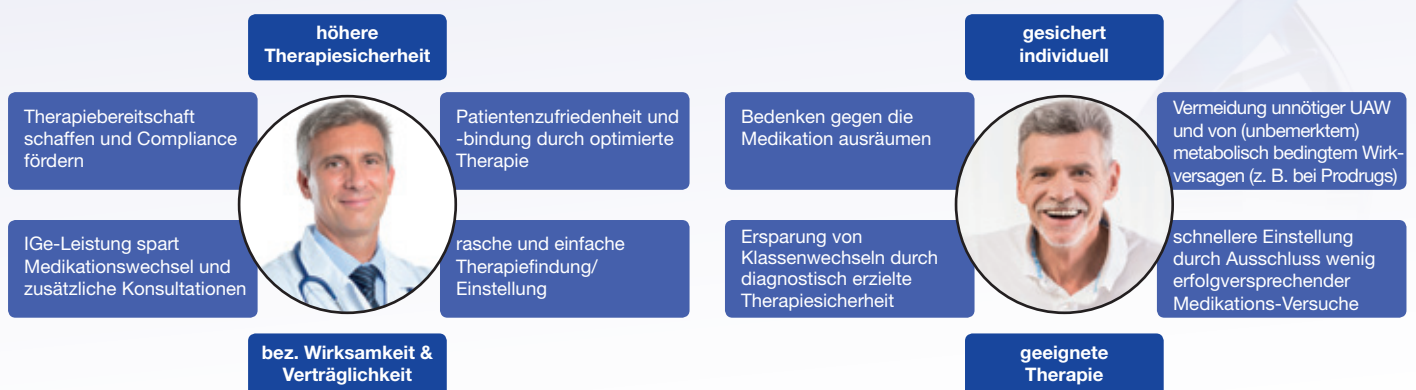 höhere
Therapiesicherheit
Therapiebereitschaft
schaffen und Compliance
fördern
Patientenzufriedenheit und
-bindung durch optimierte
Therapie
IGe-Leistung spart
Medikationswechsel und
zusätzliche Konsultationen
rasche und einfache
Therapiefindung/
Einstellung
bez. Wirksamkeit &
Verträglichkeit
gesichert
individuell
Bedenken gegen die
Medikation ausräumen
Vermeidung unnötiger UAW
und von (unbemerktem)
metabolisch bedingtem Wirk-
versagen (z. B. bei Prodrugs)
Ersparung von
Klassenwechseln durch
diagnostisch erzielte
Therapiesicherheit
schnellere Einstellung
durch Ausschluss wenig
erfolgversprechender
Medikations-Versuche
geeignete
Therapie